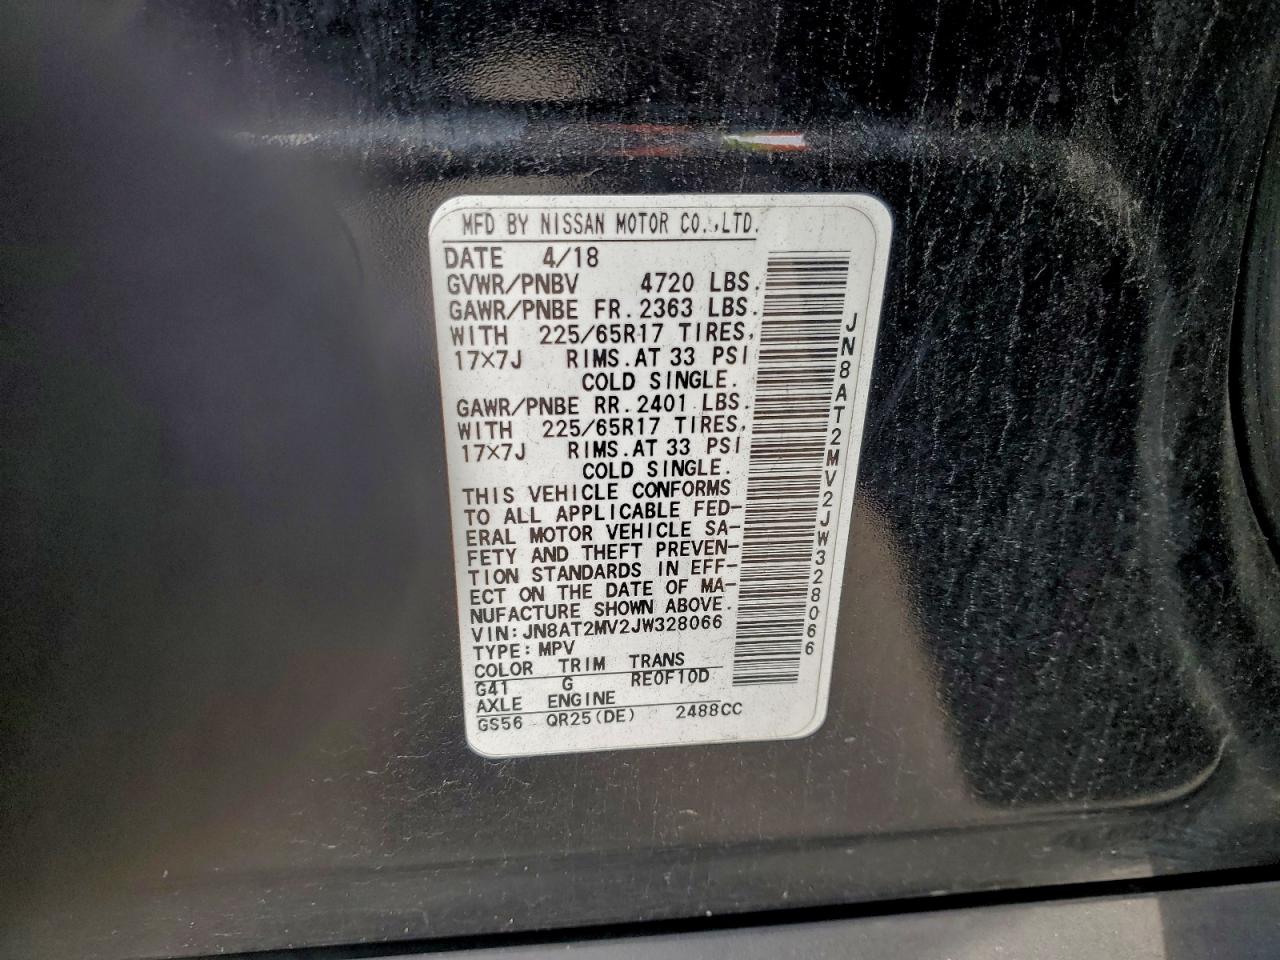 MFD BY NISSAN MOTOR CO.,LTD.
DATE 4/18
GVWR/PNBV 4720 LBS.
GAWR/PNBE FR. 2363 LBS.
WITH 225/65R17 TIRES,
17×7J RIMS. AT 33 PSI
COLD SINGLE.
GAWR/PNBE RR. 2401 LBS.
WITH 225/65R17 TIRES,
17×7J RIMS. AT 33 PSI
COLD SINGLE.
THIS VEHICLE CONFORMS
TO ALL APPLICABLE FED-
ERAL MOTOR VEHICLE SA-
FETY AND THEFT PREVEN-
TION STANDARDS IN EFF-
ECT ON THE DATE OF MA-
NUFACTURE SHOWN ABOVE.
VIN: JN8AT2MV2JW328066
TYPE: MPV
COLOR TRIM TRANS
G41 G RE0F10D
AXLE ENGINE
GS56 QR25(DE) 2488CC
JN8AT2MV2JW328066